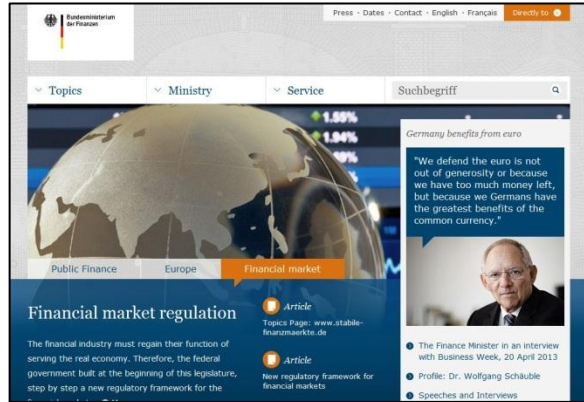 Bundesministerium
der Finanzen
Press · Dates · Contact · English · Français
Directly to
Topics
Ministry
Service
Suchbegriff
1.55%
1.94%
Germany benefits from euro
"We defend the euro is not
out of generosity or because
we have too much money left,
but because we Germans have
the greatest benefits of the
common currency."
Public Finance
Europe
Financial market
Financial market regulation
The financial industry must regain their function of
serving the real economy. Therefore, the federal
government built at the beginning of this legislature,
step by step a new regulatory framework for the
Article
Topics Page: www.stabile-
finanzmaerkte.de
Article
New regulatory framework for
financial markets
The Finance Minister in an interview
with Business Week, 20 April 2013
Profile: Dr. Wolfgang Schäuble
Speeches and Interviews